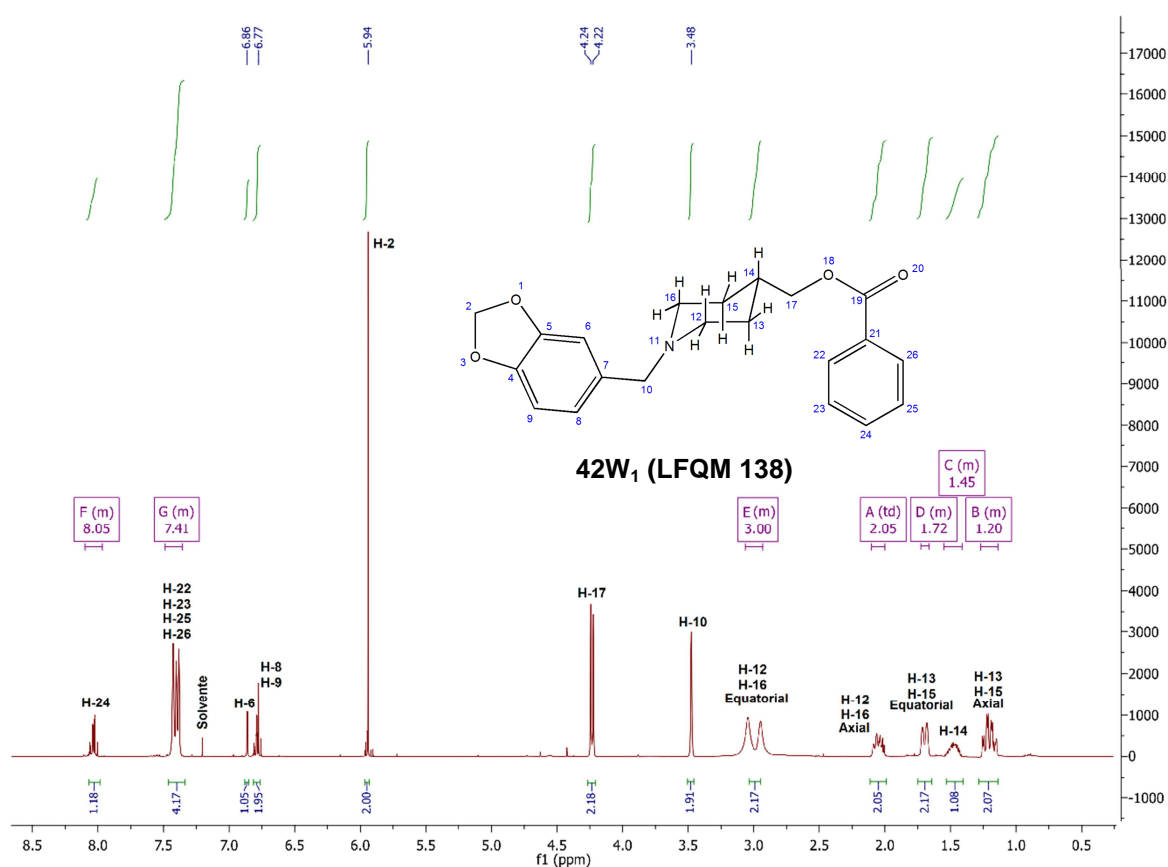 6.86
6.77
5.94
4.24
4.22
3.48
17000
16000
15000
14000
13000
12000
11000
10000
9000
8000
7000
6000
5000
4000
3000
2000
1000
0
-1000
H-2
1
2
3
4
5
6
7
8
9
10
11
12
13
14
15
16
17
18
19
20
21
22
23
24
25
26
O
O
N
H
H
H
H
H
H
H
H
H
O
O
42W₁ (LFQM 138)
F (m)
8.05
G (m)
7.41
E (m)
3.00
A (td)
2.05
D (m)
1.72
C (m)
1.45
B (m)
1.20
H-24
H-22
H-23
H-25
H-26
Solvente
H-6
H-8
H-9
H-17
H-10
H-12
H-16
Equatorial
H-12
H-16
Axial
H-13
H-15
Equatorial
H-14
H-13
H-15
Axial
1.18
4.17
1.05
1.95
2.00
2.18
1.91
2.17
2.05
2.17
1.08
2.07
8.5 8.0 7.5 7.0 6.5 6.0 5.5 5.0 4.5 4.0 3.5 3.0 2.5 2.0 1.5 1.0 0.5
f1 (ppm)